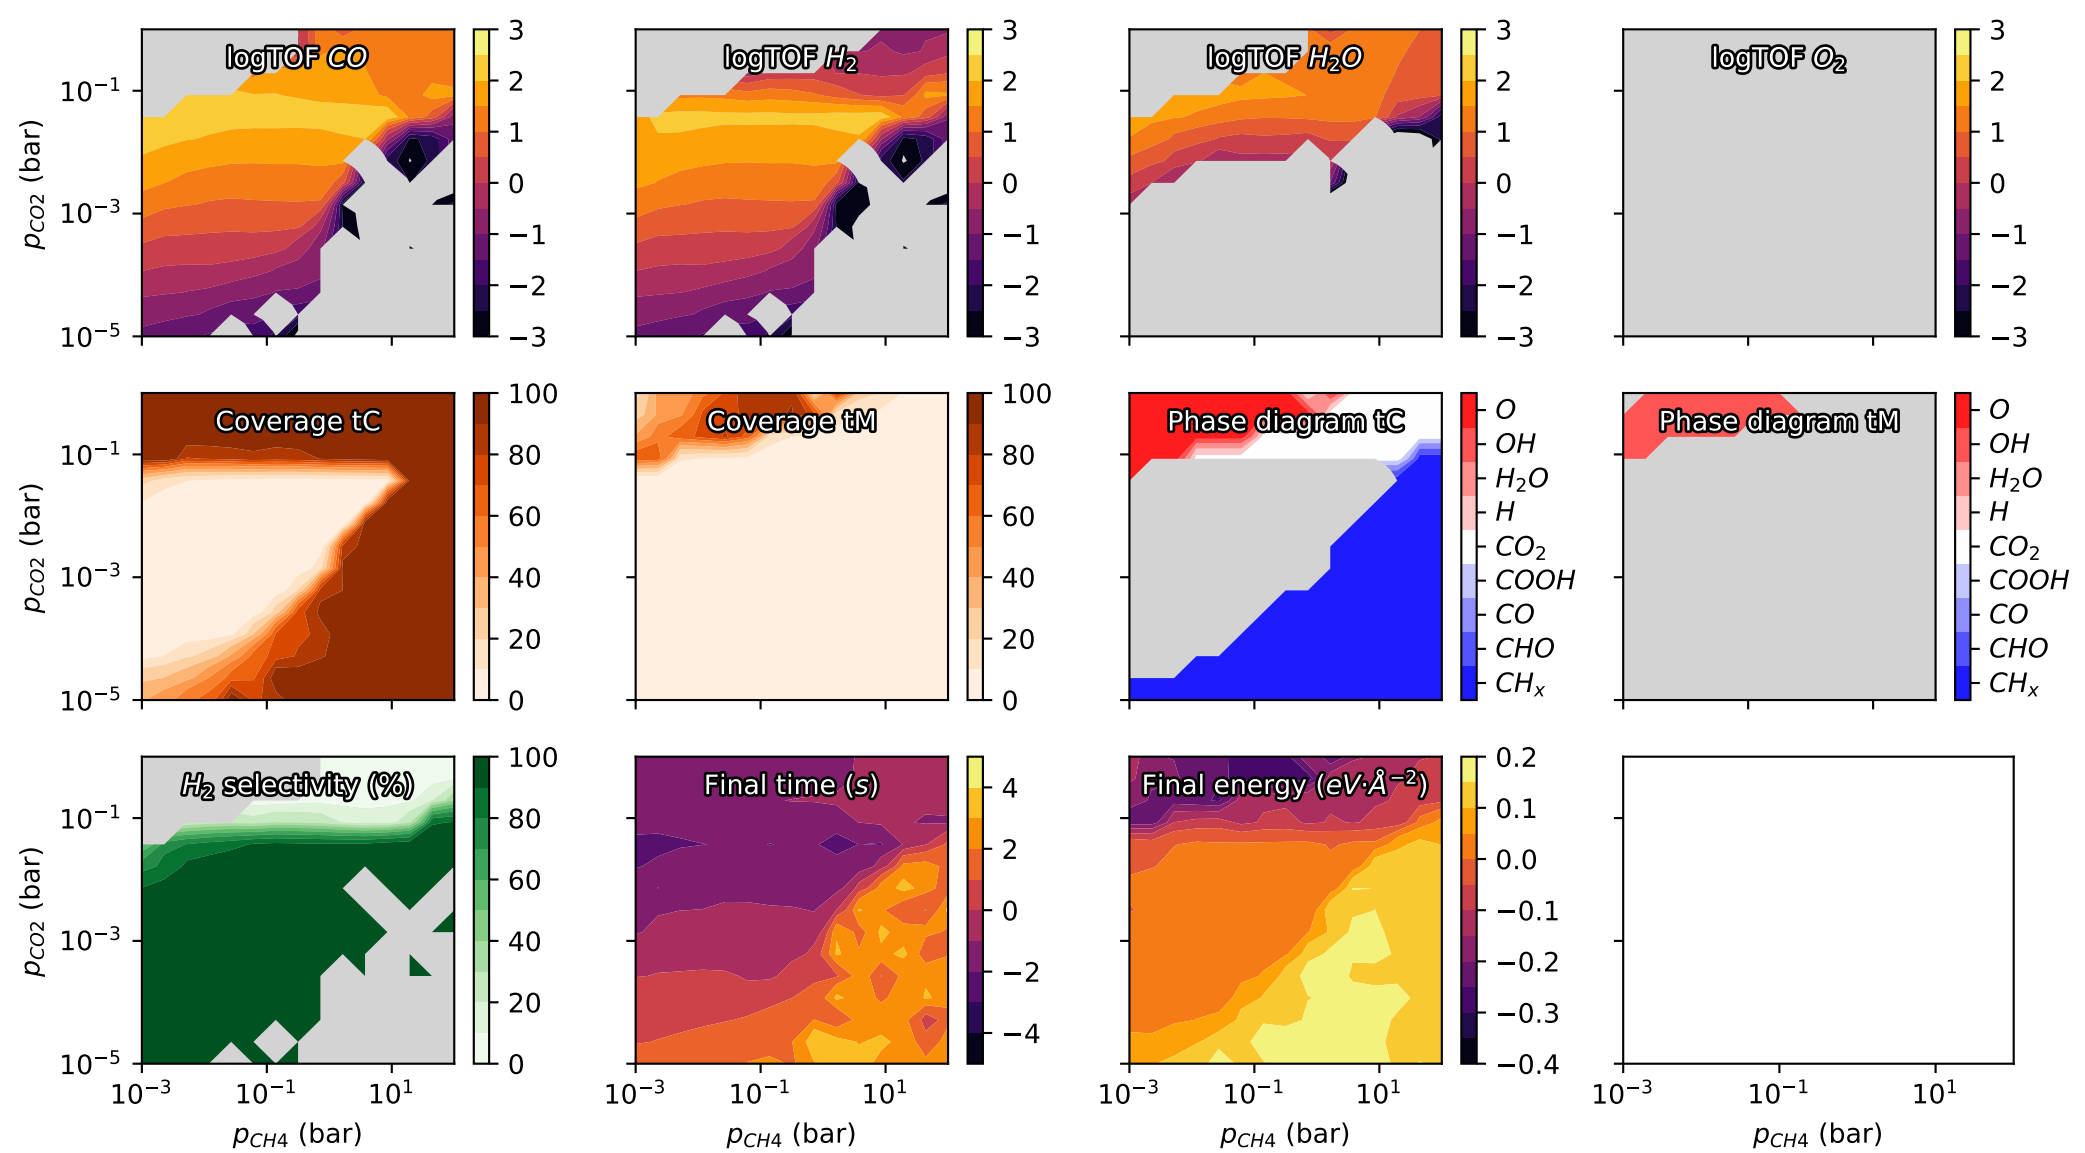 logTOF CO
3
2
1
0
−1
−2
−3
10⁻¹
10⁻³
10⁻⁵
p_CO2 (bar)
logTOF H₂
3
2
1
0
−1
−2
−3
logTOF H₂O
3
2
1
0
−1
−2
−3
logTOF O₂
3
2
1
0
−1
−2
−3
Coverage tC
100
80
60
40
20
0
10⁻¹
10⁻³
10⁻⁵
p_CO2 (bar)
Coverage tM
100
80
60
40
20
0
Phase diagram tC
O
OH
H₂O
H
CO₂
COOH
CO
CHO
CHₓ
Phase diagram tM
O
OH
H₂O
H
CO₂
COOH
CO
CHO
CHₓ
H₂ selectivity (%)
100
80
60
40
20
0
10⁻¹
10⁻³
10⁻⁵
p_CO2 (bar)
10⁻³ 10⁻¹ 10¹
p_CH4 (bar)
Final time (s)
4
2
0
−2
−4
10⁻³ 10⁻¹ 10¹
p_CH4 (bar)
Final energy (eV·Å⁻²)
0.2
0.1
0.0
−0.1
−0.2
−0.3
−0.4
10⁻³ 10⁻¹ 10¹
p_CH4 (bar)
10⁻³ 10⁻¹ 10¹
p_CH4 (bar)